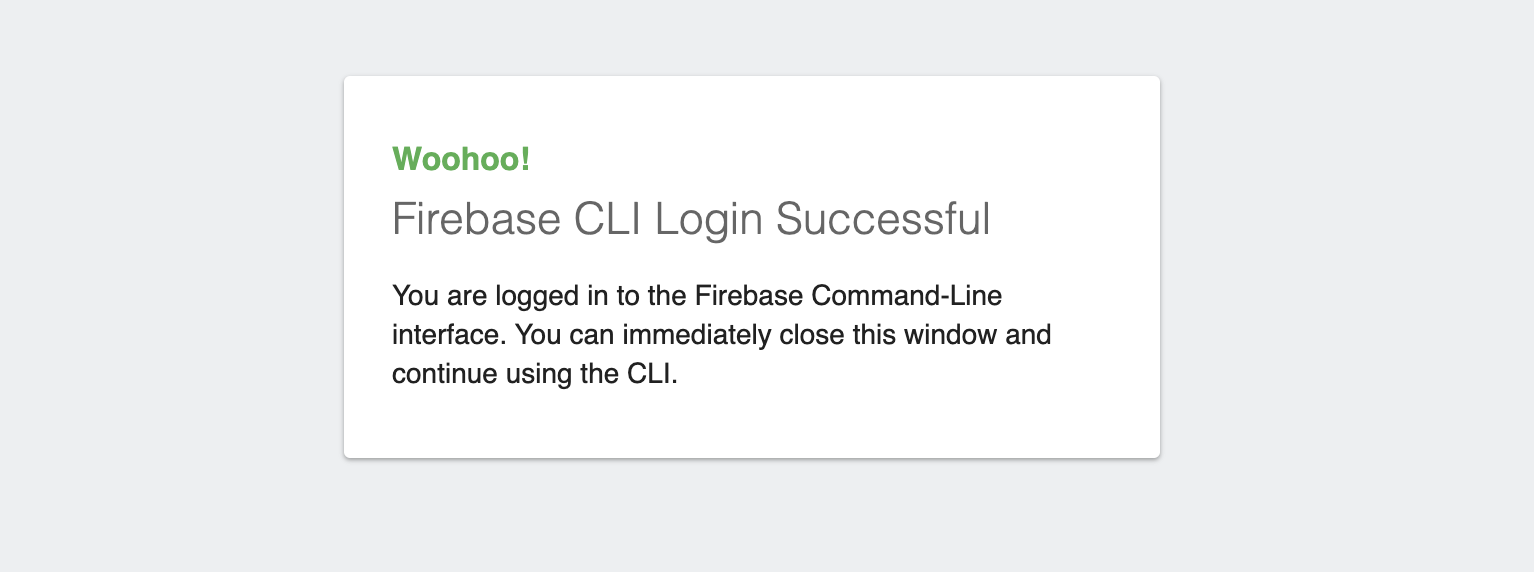 Woohoo!
Firebase CLI Login Successful
You are logged in to the Firebase Command-Line
interface. You can immediately close this window and
continue using the CLI.